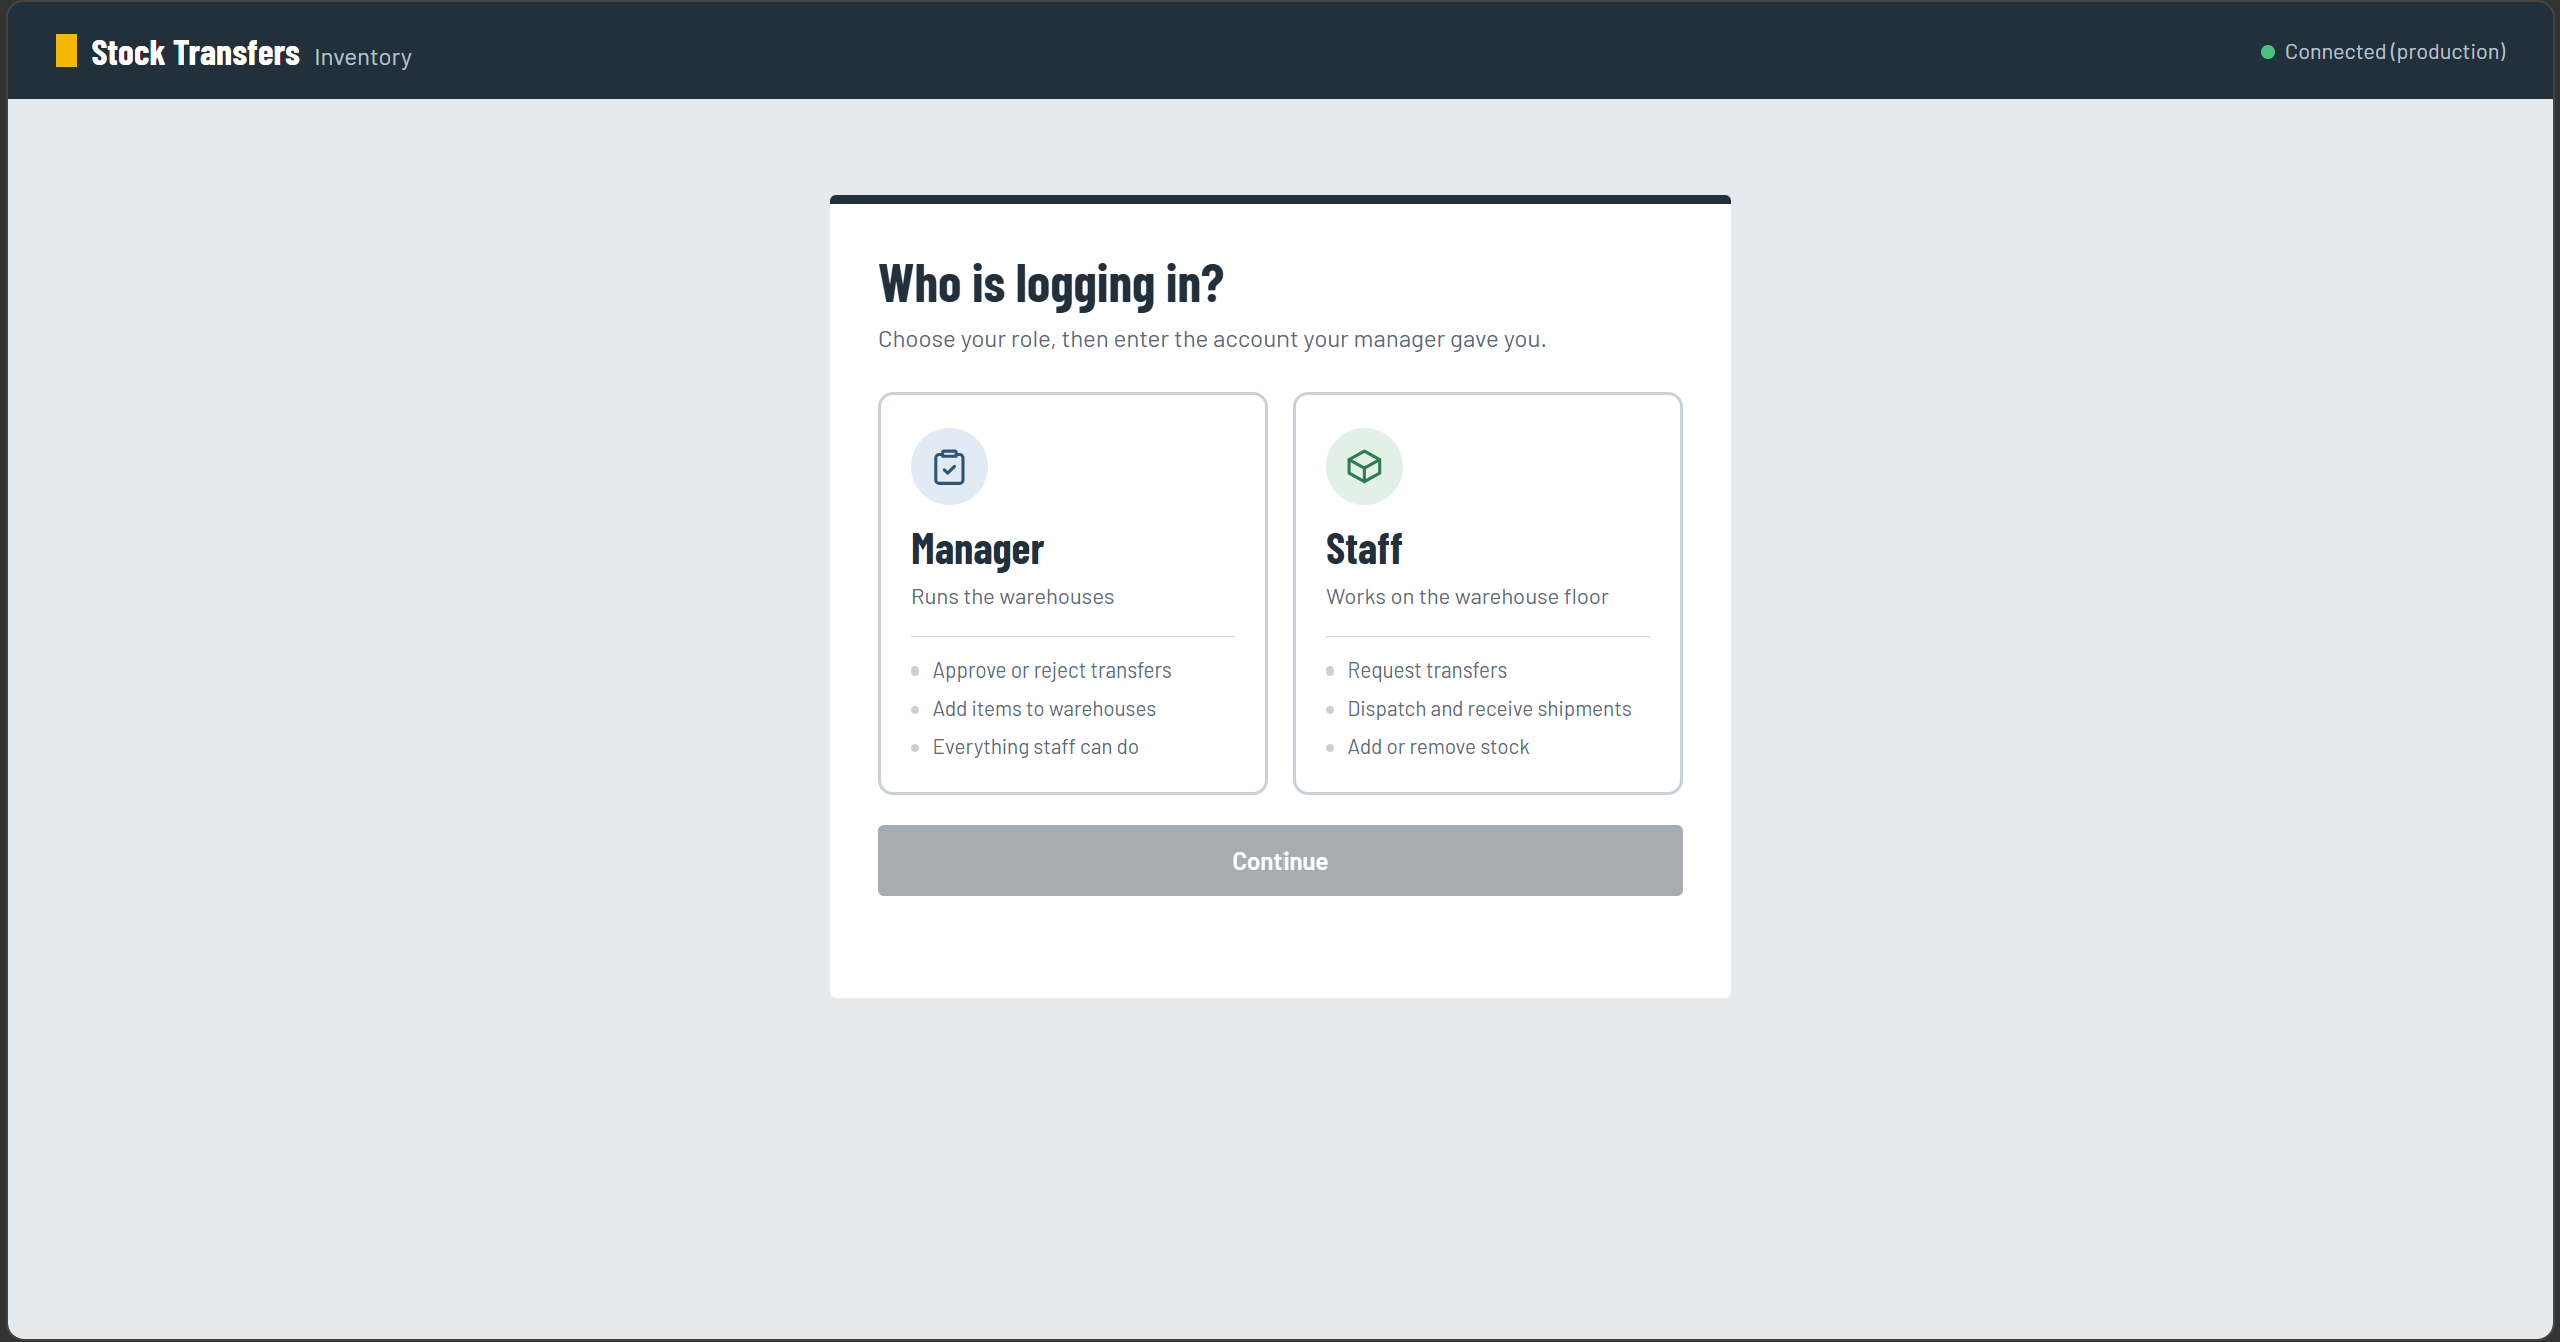 Stock Transfers Inventory
Connected (production)
Who is logging in?
Choose your role, then enter the account your manager gave you.
Manager
Runs the warehouses
Approve or reject transfers
Add items to warehouses
Everything staff can do
Staff
Works on the warehouse floor
Request transfers
Dispatch and receive shipments
Add or remove stock
Continue